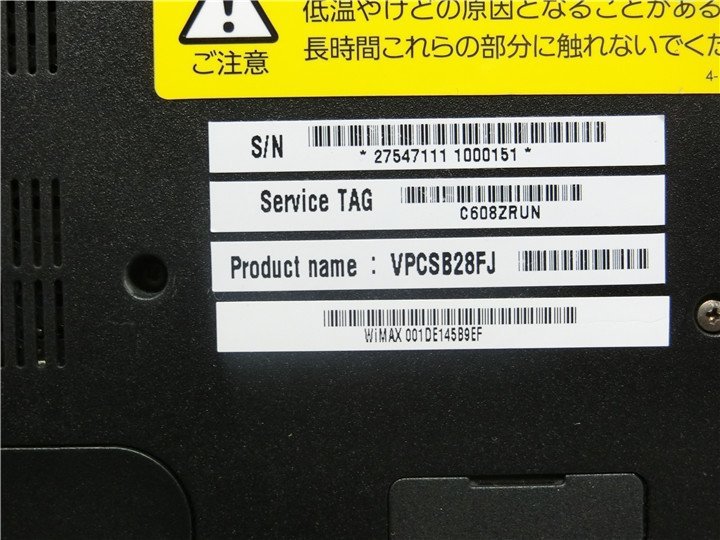 低温やけどの原因となることがある
ご注意
長時間これらの部分に触れないでくだ
4-
S/N
* 27547111 1000151 *
Service TAG
C608ZRUN
Product name : VPCSB28FJ
WiMAX 001DE145B9EF